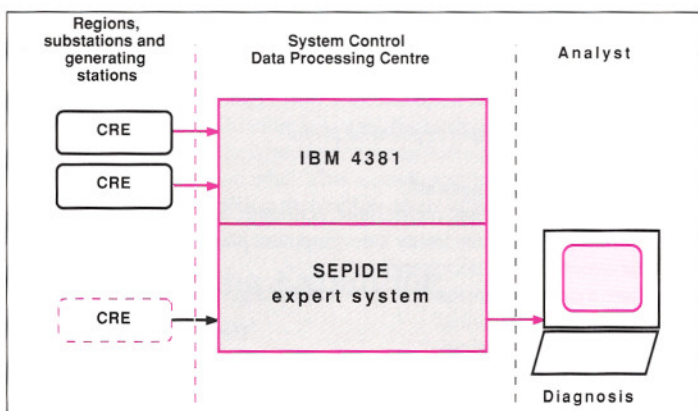 Regions,
substations and
generating
stations
System Control
Data Processing Centre
Analyst
CRE
IBM 4381
CRE
SEPIDE
expert system
CRE
Diagnosis